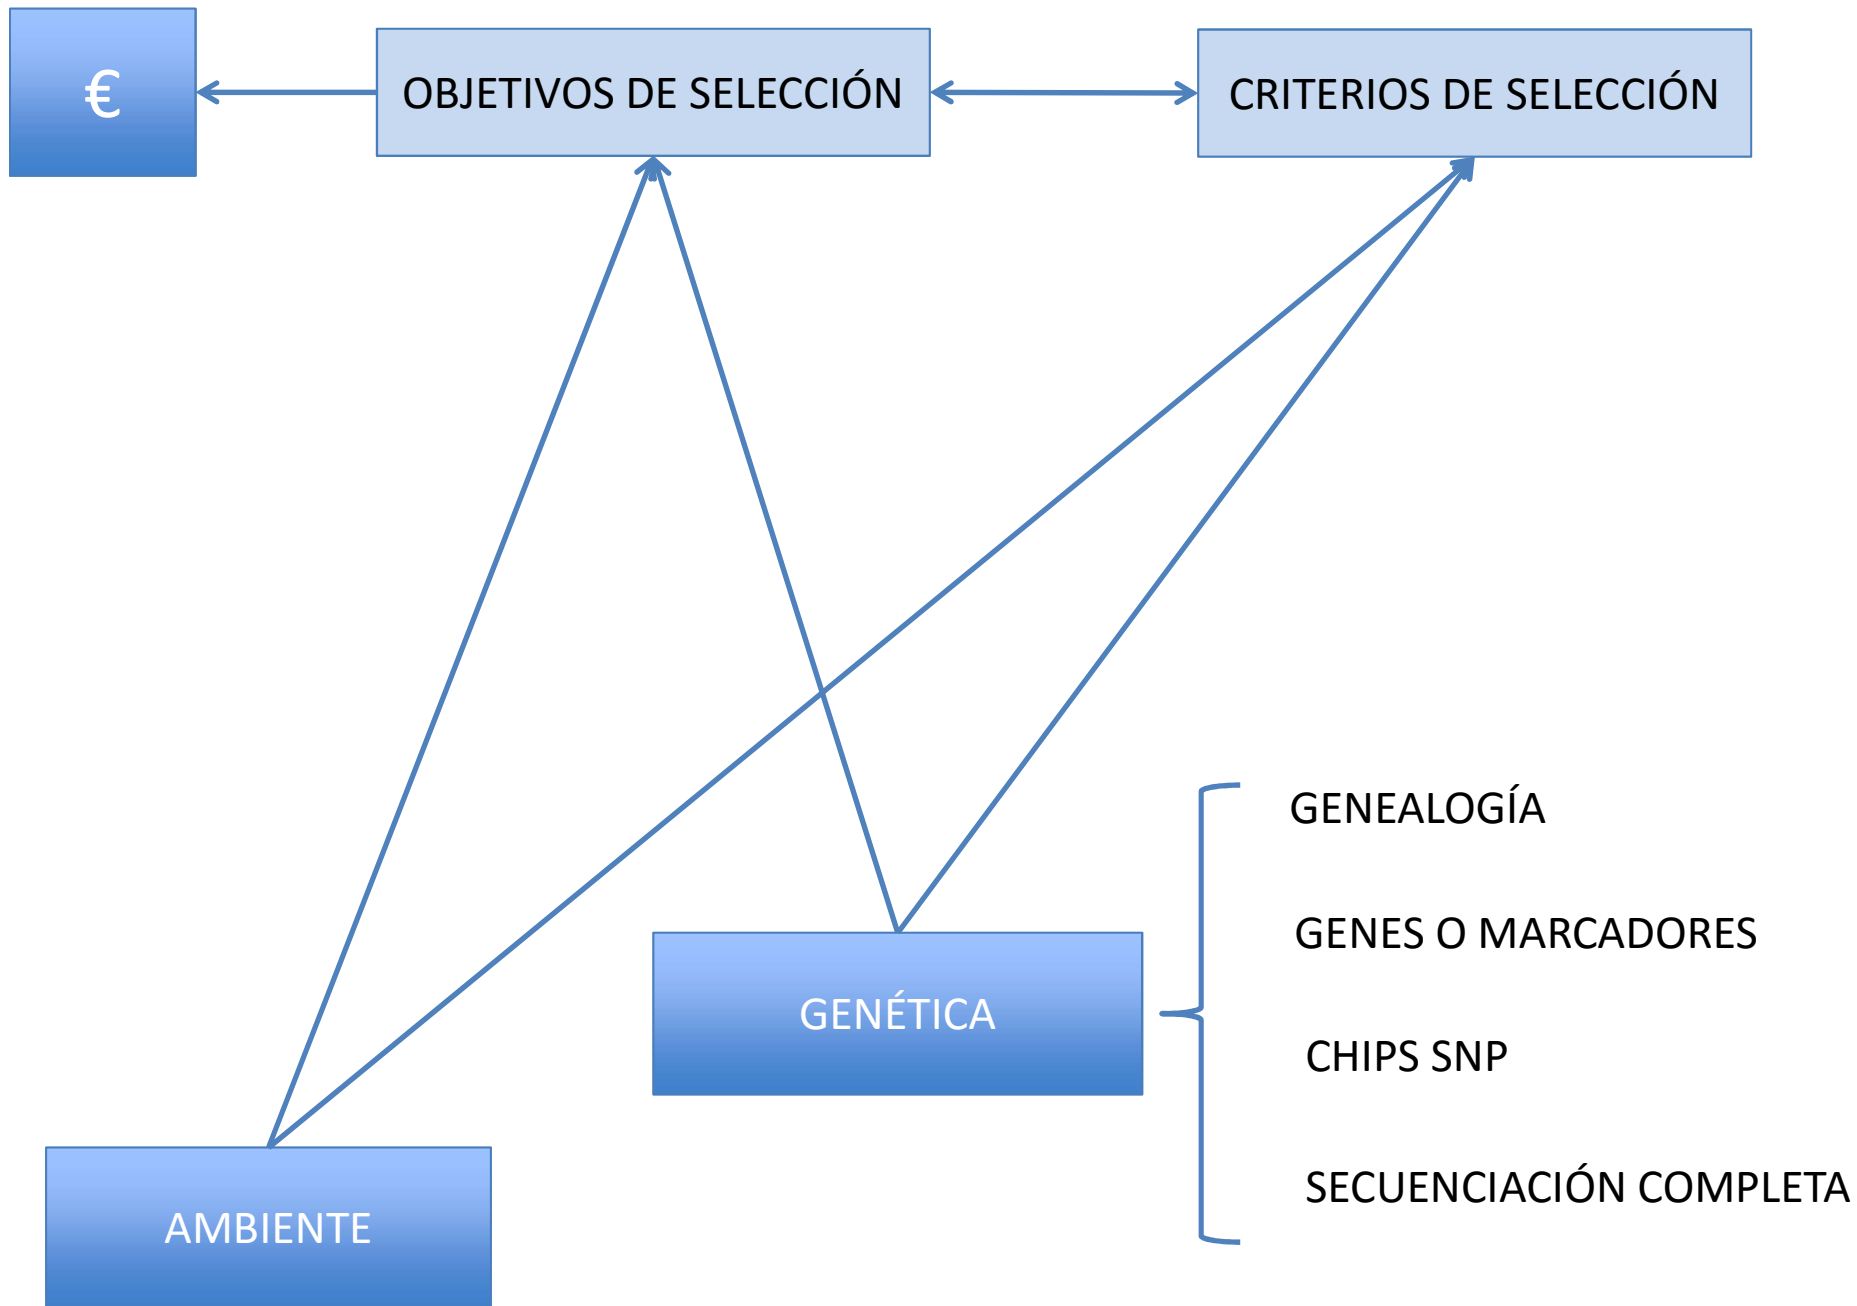 €
OBJETIVOS DE SELECCIÓN
CRITERIOS DE SELECCIÓN
GENEALOGÍA
GENES O MARCADORES
GENÉTICA
CHIPS SNP
SECUENCIACIÓN COMPLETA
AMBIENTE